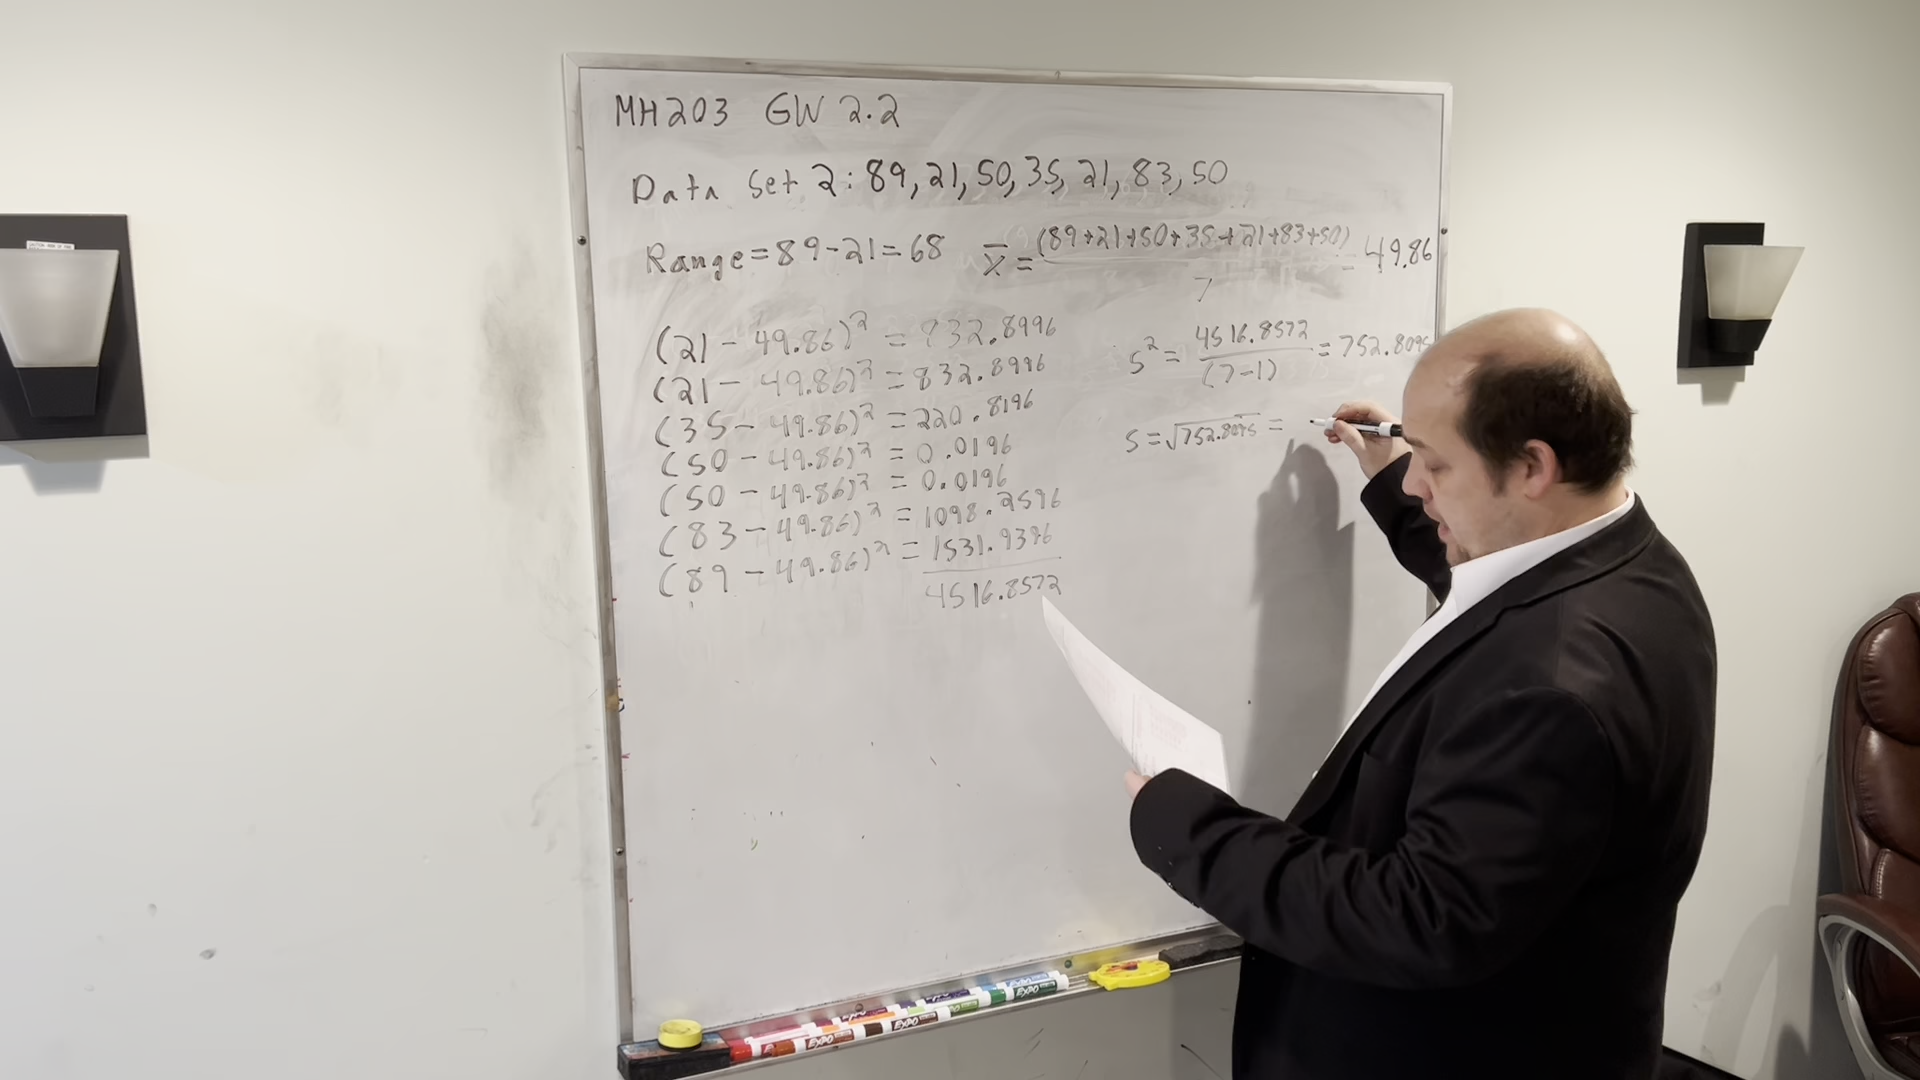 MH203 GW 2.2
Data Set 2: 89, 21, 50, 35, 21, 83, 50
Range = 89-21 = 68 x̄ = (89+21+50+35+21+83+50)/7 = 49.86
(21 - 49.86)² = 832.8996
(21 - 49.86)² = 832.8996
(35 - 49.86)² = 220.8196
(50 - 49.86)² = 0.0196
(50 - 49.86)² = 0.0196
(83 - 49.86)² = 1098.2596
(89 - 49.86)² = 1531.9396
4516.8572
s² = 4516.8572/(7-1) = 752.8095
s = √752.8095 =
EXPO
EXPO
EXPO
EXPO